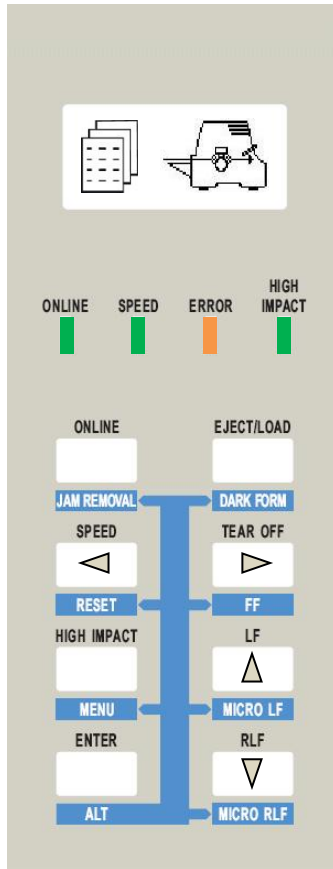 HIGH
ONLINE SPEED ERROR IMPACT
ONLINE EJECT/LOAD
JAM REMOVAL DARK FORM
SPEED TEAR OFF
RESET FF
HIGH IMPACT LF
MENU MICRO LF
ENTER RLF
ALT MICRO RLF